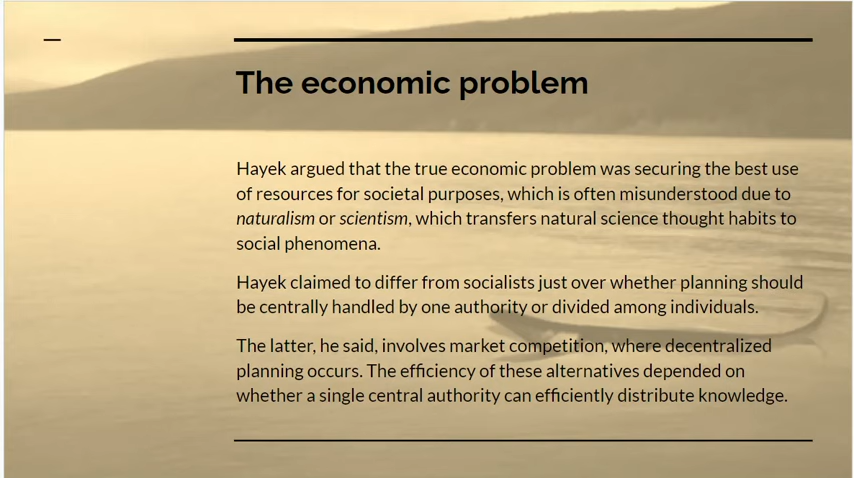 The economic problem
Hayek argued that the true economic problem was securing the best use
of resources for societal purposes, which is often misunderstood due to
naturalism or scientism, which transfers natural science thought habits to
social phenomena.
Hayek claimed to differ from socialists just over whether planning should
be centrally handled by one authority or divided among individuals.
The latter, he said, involves market competition, where decentralized
planning occurs. The efficiency of these alternatives depended on
whether a single central authority can efficiently distribute knowledge.